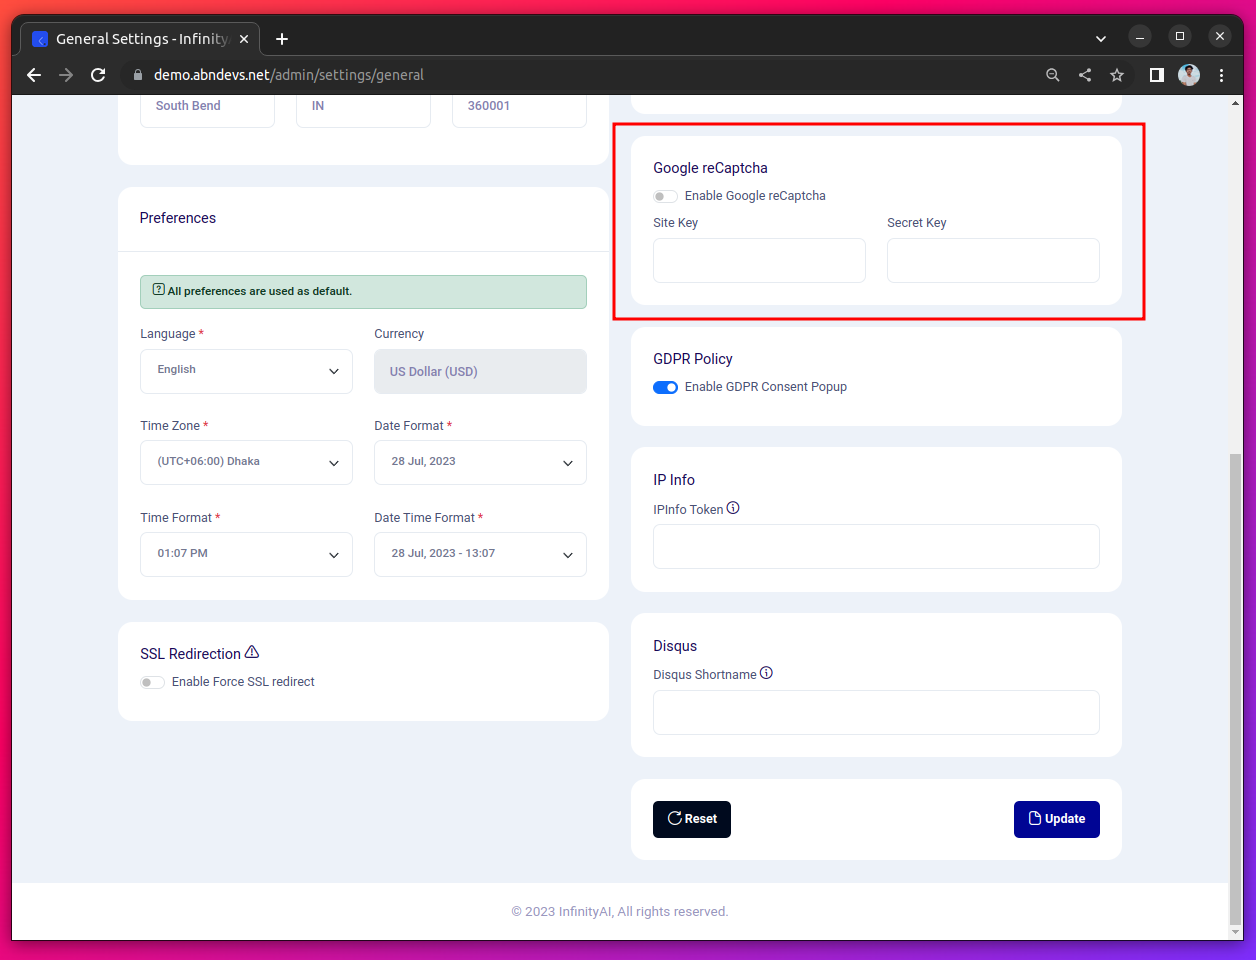 General Settings - Infinity
demo.abndevs.net/admin/settings/general
South Bend
IN
360001
Preferences
All preferences are used as default.
Language *
Currency
English
US Dollar (USD)
Time Zone *
Date Format *
(UTC+06:00) Dhaka
28 Jul, 2023
Time Format *
Date Time Format *
01:07 PM
28 Jul, 2023 - 13:07
SSL Redirection
Enable Force SSL redirect
Google reCaptcha
Enable Google reCaptcha
Site Key
Secret Key
GDPR Policy
Enable GDPR Consent Popup
IP Info
IPInfo Token
Disqus
Disqus Shortname
Reset
Update
© 2023 InfinityAI, All rights reserved.